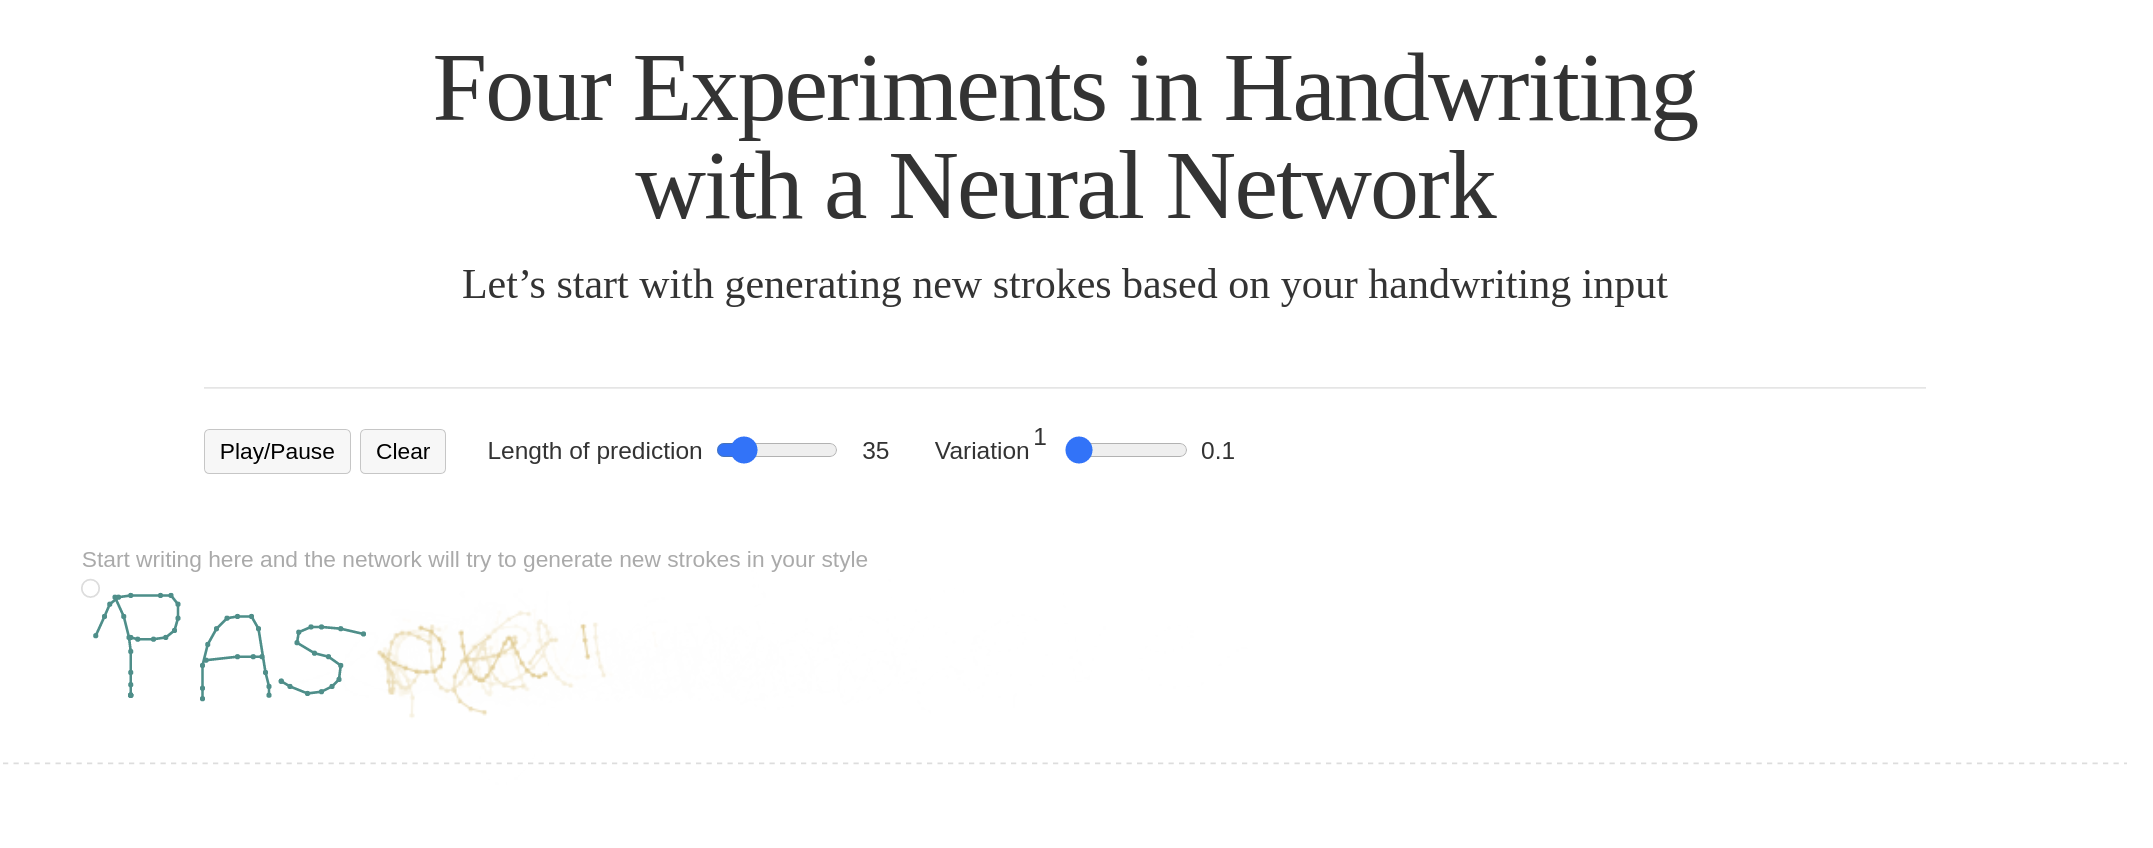 Four Experiments in Handwriting
with a Neural Network
Let’s start with generating new strokes based on your handwriting input
Play/Pause Clear Length of prediction 35 Variation 1 0.1
Start writing here and the network will try to generate new strokes in your style
PAS